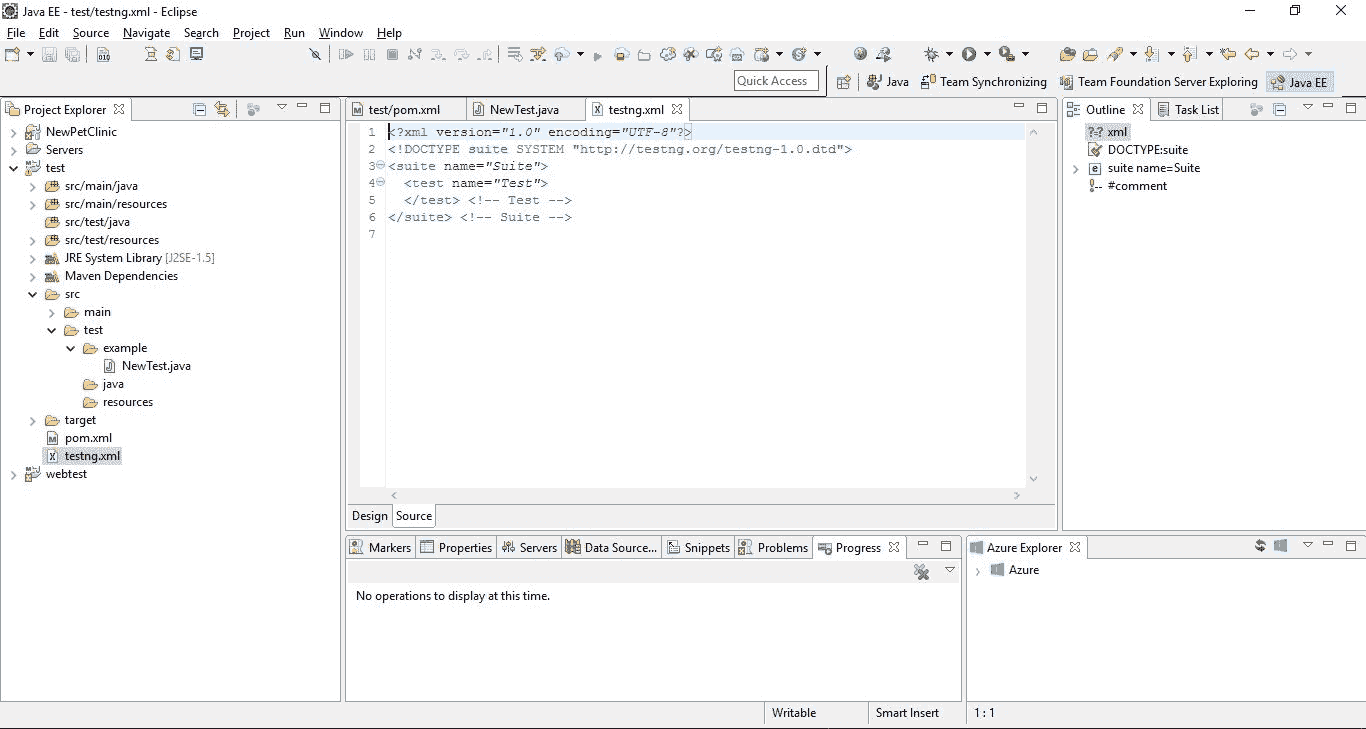 Java EE - test/testng.xml - Eclipse
File Edit Source Navigate Search Project Run Window Help
Quick Access
Java
Team Synchronizing
Team Foundation Server Exploring
Java EE
Project Explorer
NewPetClinic
Servers
test
src/main/java
src/main/resources
src/test/java
src/test/resources
JRE System Library [J2SE-1.5]
Maven Dependencies
src
main
test
example
NewTest.java
java
resources
target
pom.xml
testng.xml
webtest
test/pom.xml NewTest.java testng.xml
1 <?xml version="1.0" encoding="UTF-8"?>
2 <!DOCTYPE suite SYSTEM "http://testng.org/testng-1.0.dtd">
3 <suite name="Suite">
4 <test name="Test">
5 </test> <!-- Test -->
6 </suite> <!-- Suite -->
7
Design Source
Outline Task List
?=? xml
DOCTYPE:suite
e suite name=Suite
#comment
Markers Properties Servers Data Source... Snippets Problems Progress
No operations to display at this time.
Azure Explorer
Azure
Writable Smart Insert 1 : 1